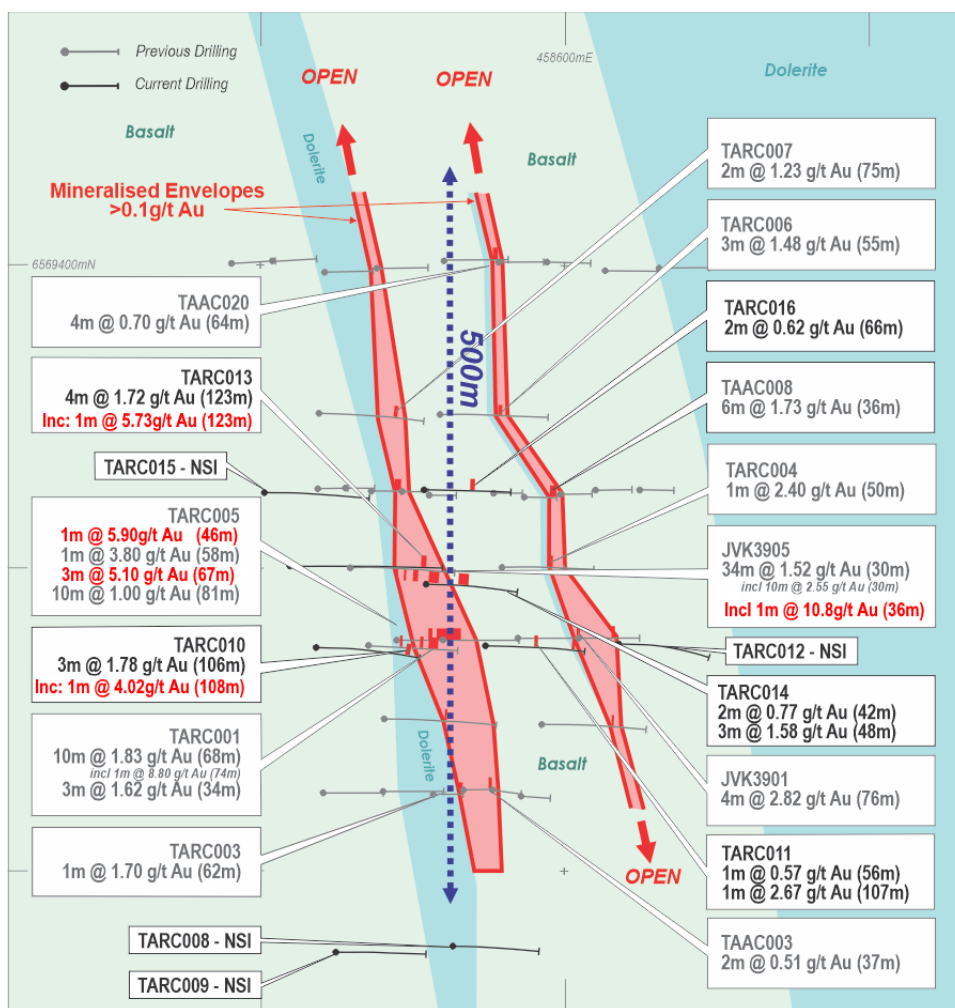 Previous Drilling
Current Drilling
OPEN
OPEN
458600mE
Dolerite
Basalt
Dolerite
Basalt
Mineralised Envelopes
>0.1g/t Au
6569400mN
500m
TAAC020
4m @ 0.70 g/t Au (64m)
TARC013
4m @ 1.72 g/t Au (123m)
Inc: 1m @ 5.73g/t Au (123m)
TARC015 - NSI
TARC005
1m @ 5.90g/t Au (46m)
1m @ 3.80 g/t Au (58m)
3m @ 5.10 g/t Au (67m)
10m @ 1.00 g/t Au (81m)
TARC010
3m @ 1.78 g/t Au (106m)
Inc: 1m @ 4.02g/t Au (108m)
TARC001
10m @ 1.83 g/t Au (68m)
incl 1m @ 8.80 g/t Au (74m)
3m @ 1.62 g/t Au (34m)
TARC003
1m @ 1.70 g/t Au (62m)
TARC008 - NSI
TARC009 - NSI
Dolerite
Basalt
OPEN
TARC007
2m @ 1.23 g/t Au (75m)
TARC006
3m @ 1.48 g/t Au (55m)
TARC016
2m @ 0.62 g/t Au (66m)
TAAC008
6m @ 1.73 g/t Au (36m)
TARC004
1m @ 2.40 g/t Au (50m)
JVK3905
34m @ 1.52 g/t Au (30m)
incl 10m @ 2.55 g/t Au (30m)
Incl 1m @ 10.8g/t Au (36m)
TARC012 - NSI
TARC014
2m @ 0.77 g/t Au (42m)
3m @ 1.58 g/t Au (48m)
JVK3901
4m @ 2.82 g/t Au (76m)
TARC011
1m @ 0.57 g/t Au (56m)
1m @ 2.67 g/t Au (107m)
TAAC003
2m @ 0.51 g/t Au (37m)